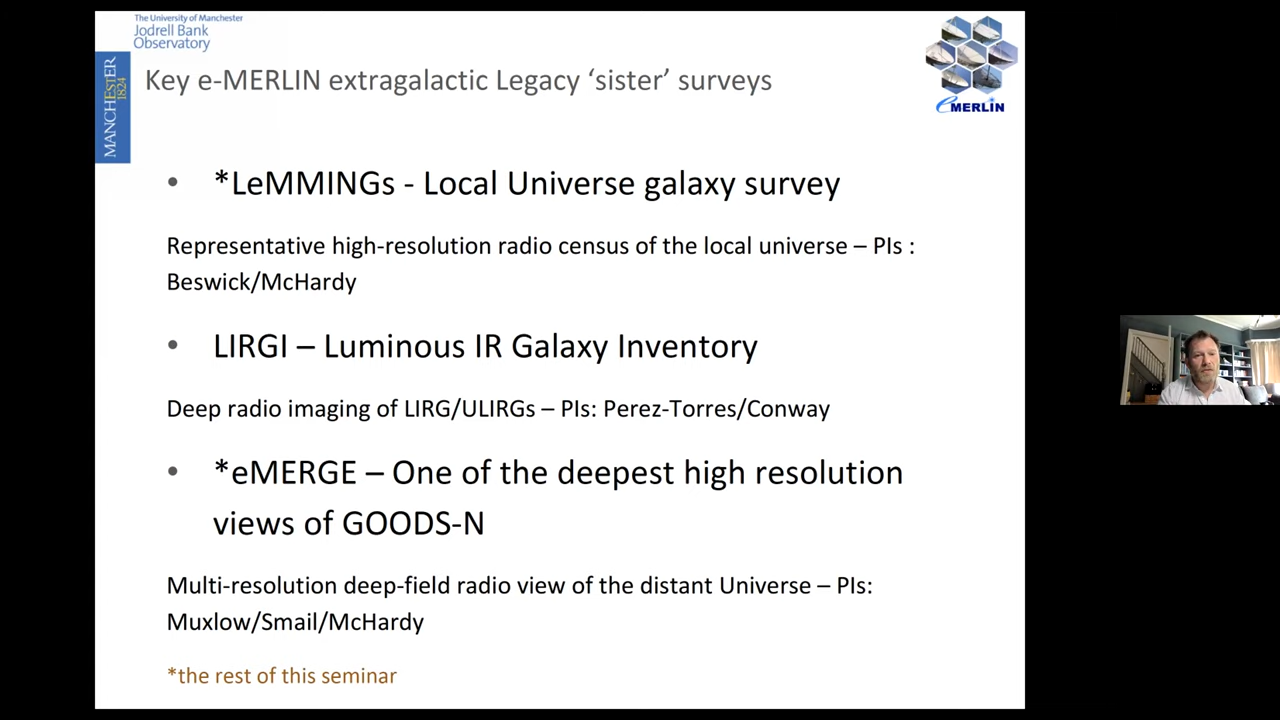 The University of Manchester
Jodrell Bank
Observatory
MANCHESTER
1824
Key e-MERLIN extragalactic Legacy ‘sister’ surveys
eMERLIN
• *LeMMINGs - Local Universe galaxy survey
Representative high-resolution radio census of the local universe – PIs :
Beswick/McHardy
• LIRGI – Luminous IR Galaxy Inventory
Deep radio imaging of LIRG/ULIRGs – PIs: Perez-Torres/Conway
• *eMERGE – One of the deepest high resolution
views of GOODS-N
Multi-resolution deep-field radio view of the distant Universe – PIs:
Muxlow/Smail/McHardy
*the rest of this seminar